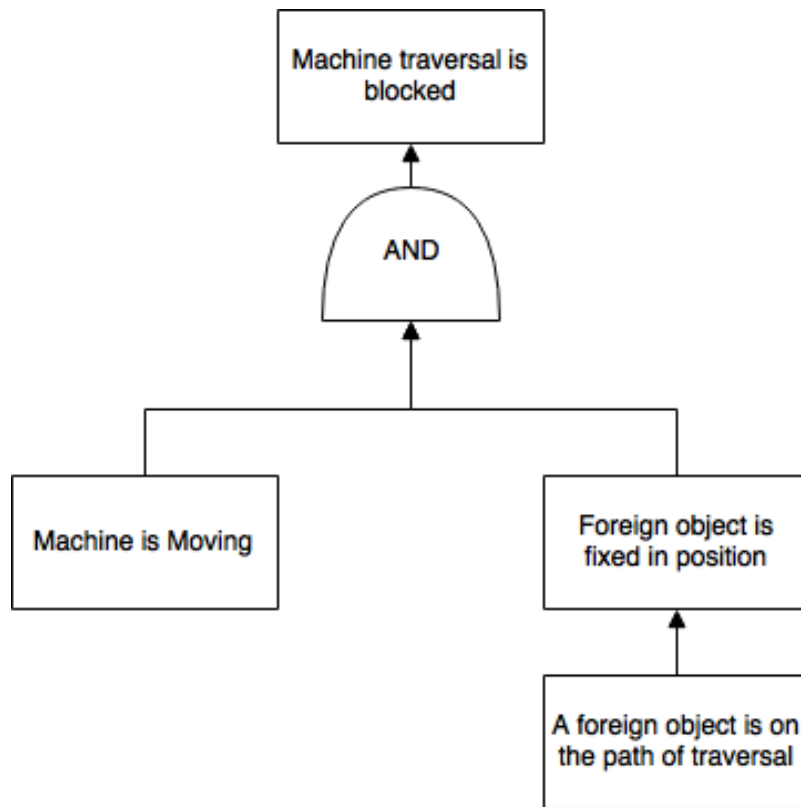 Machine traversal is
blocked
AND
Machine is Moving
Foreign object is
fixed in position
A foreign object is on
the path of traversal